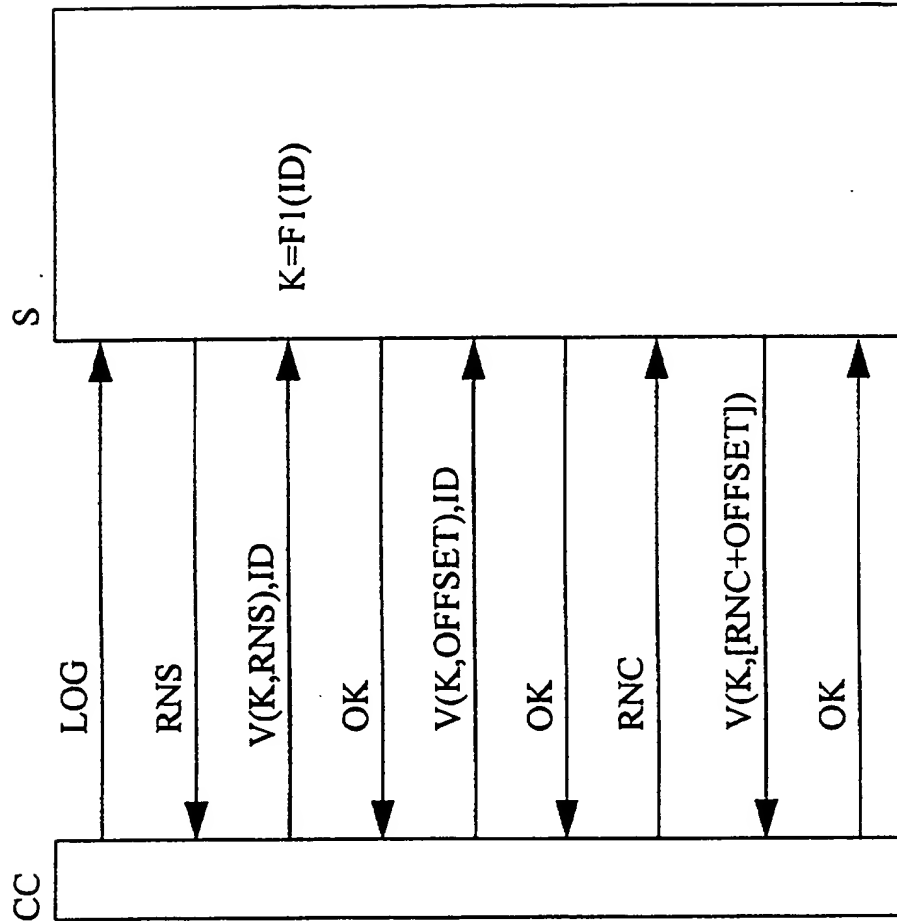 CC
S
LOG
RNS
V(K,RNS),ID
K=F1(ID)
OK
V(K,OFFSET),ID
OK
RNC
V(K,[RNC+OFFSET])
OK